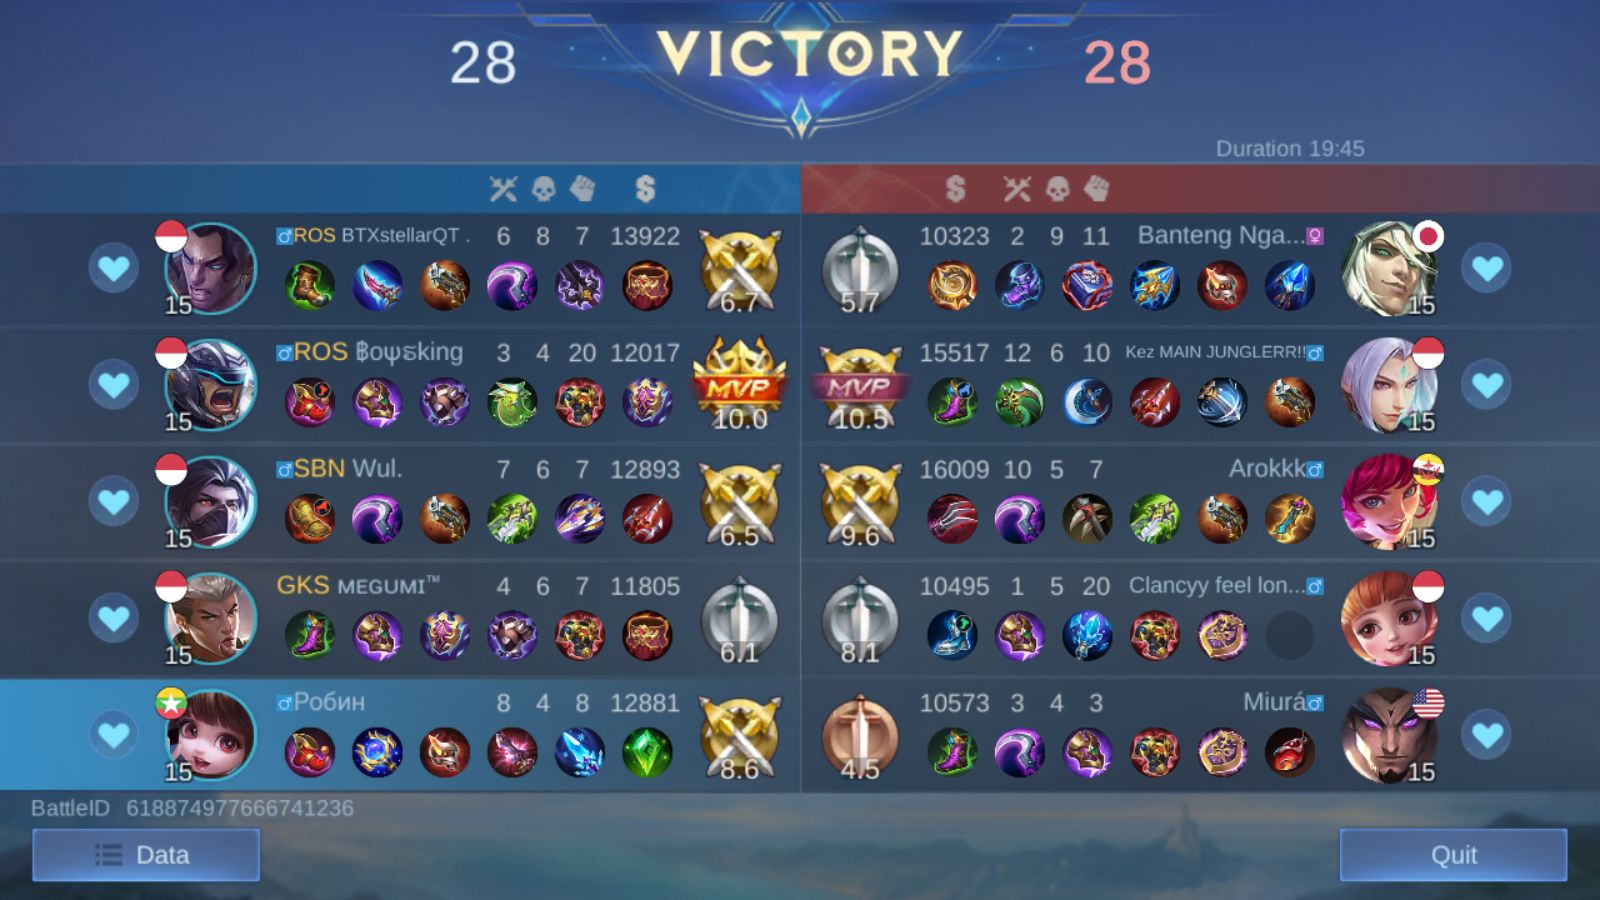 28 VICTORY 28
Duration 19:45
ROS BTXstellarQT . 6 8 7 13922
15 6.7
5.7 10323 2 9 11 Banteng Nga...
15
ROS ฿oψꜱking 3 4 20 12017
15 MVP 10.0
MVP 10.5 15517 12 6 10 Kez MAIN JUNGLERR!!
15
SBN Wul. 7 6 7 12893
15 6.5
9.6 16009 10 5 7 Arokkk
15
GKS ᴍᴇɢᴜᴍɪ™ 4 6 7 11805
15 6.1
8.1 10495 1 5 20 Clancyy feel lon...
15
Робин 8 4 8 12881
15 8.6
4.5 10573 3 4 3 Miurá
15
BattleID 618874977666741236
Data
Quit